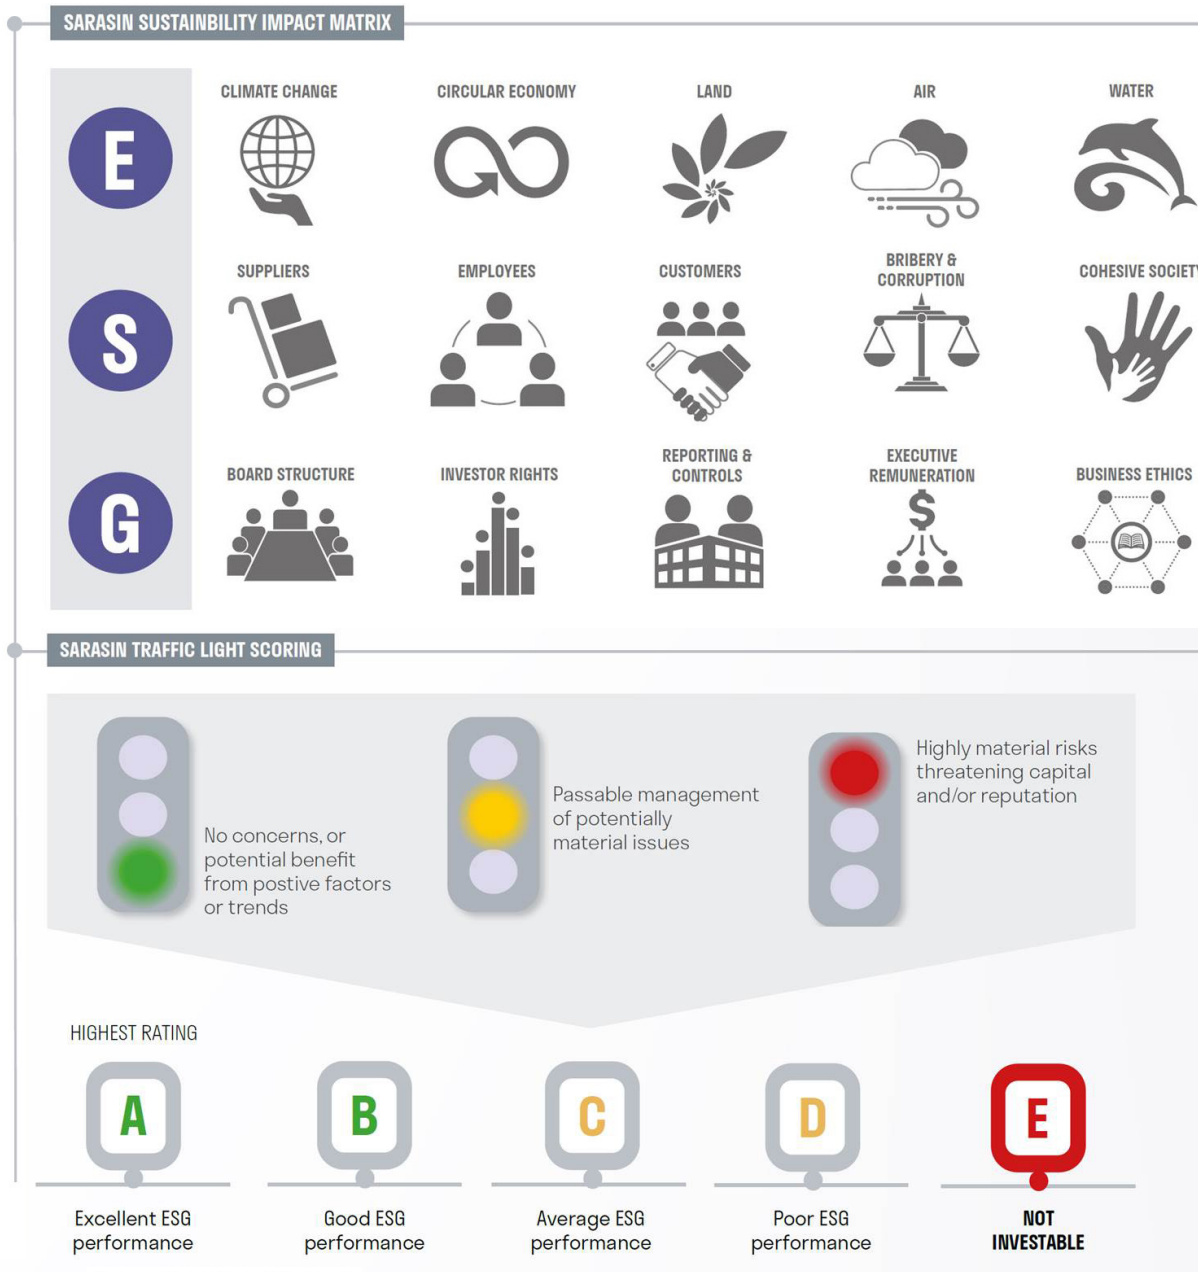 SARASIN SUSTAINBILITY IMPACT MATRIX
E
CLIMATE CHANGE
CIRCULAR ECONOMY
LAND
AIR
WATER
S
SUPPLIERS
EMPLOYEES
CUSTOMERS
BRIBERY &
CORRUPTION
COHESIVE SOCIETY
G
BOARD STRUCTURE
INVESTOR RIGHTS
REPORTING &
CONTROLS
EXECUTIVE
REMUNERATION
$
BUSINESS ETHICS
SARASIN TRAFFIC LIGHT SCORING
No concerns, or
potential benefit
from postive factors
or trends
Passable management
of potentially
material issues
Highly material risks
threatening capital
and/or reputation
HIGHEST RATING
A
B
C
D
E
Excellent ESG
performance
Good ESG
performance
Average ESG
performance
Poor ESG
performance
NOT
INVESTABLE